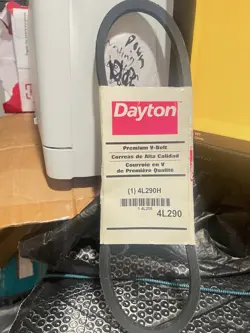 Dayton
Premium V-Belt
Correas de Alta Calidad
Courroie en V
de Première Qualité
(1) 4L290H
4L290